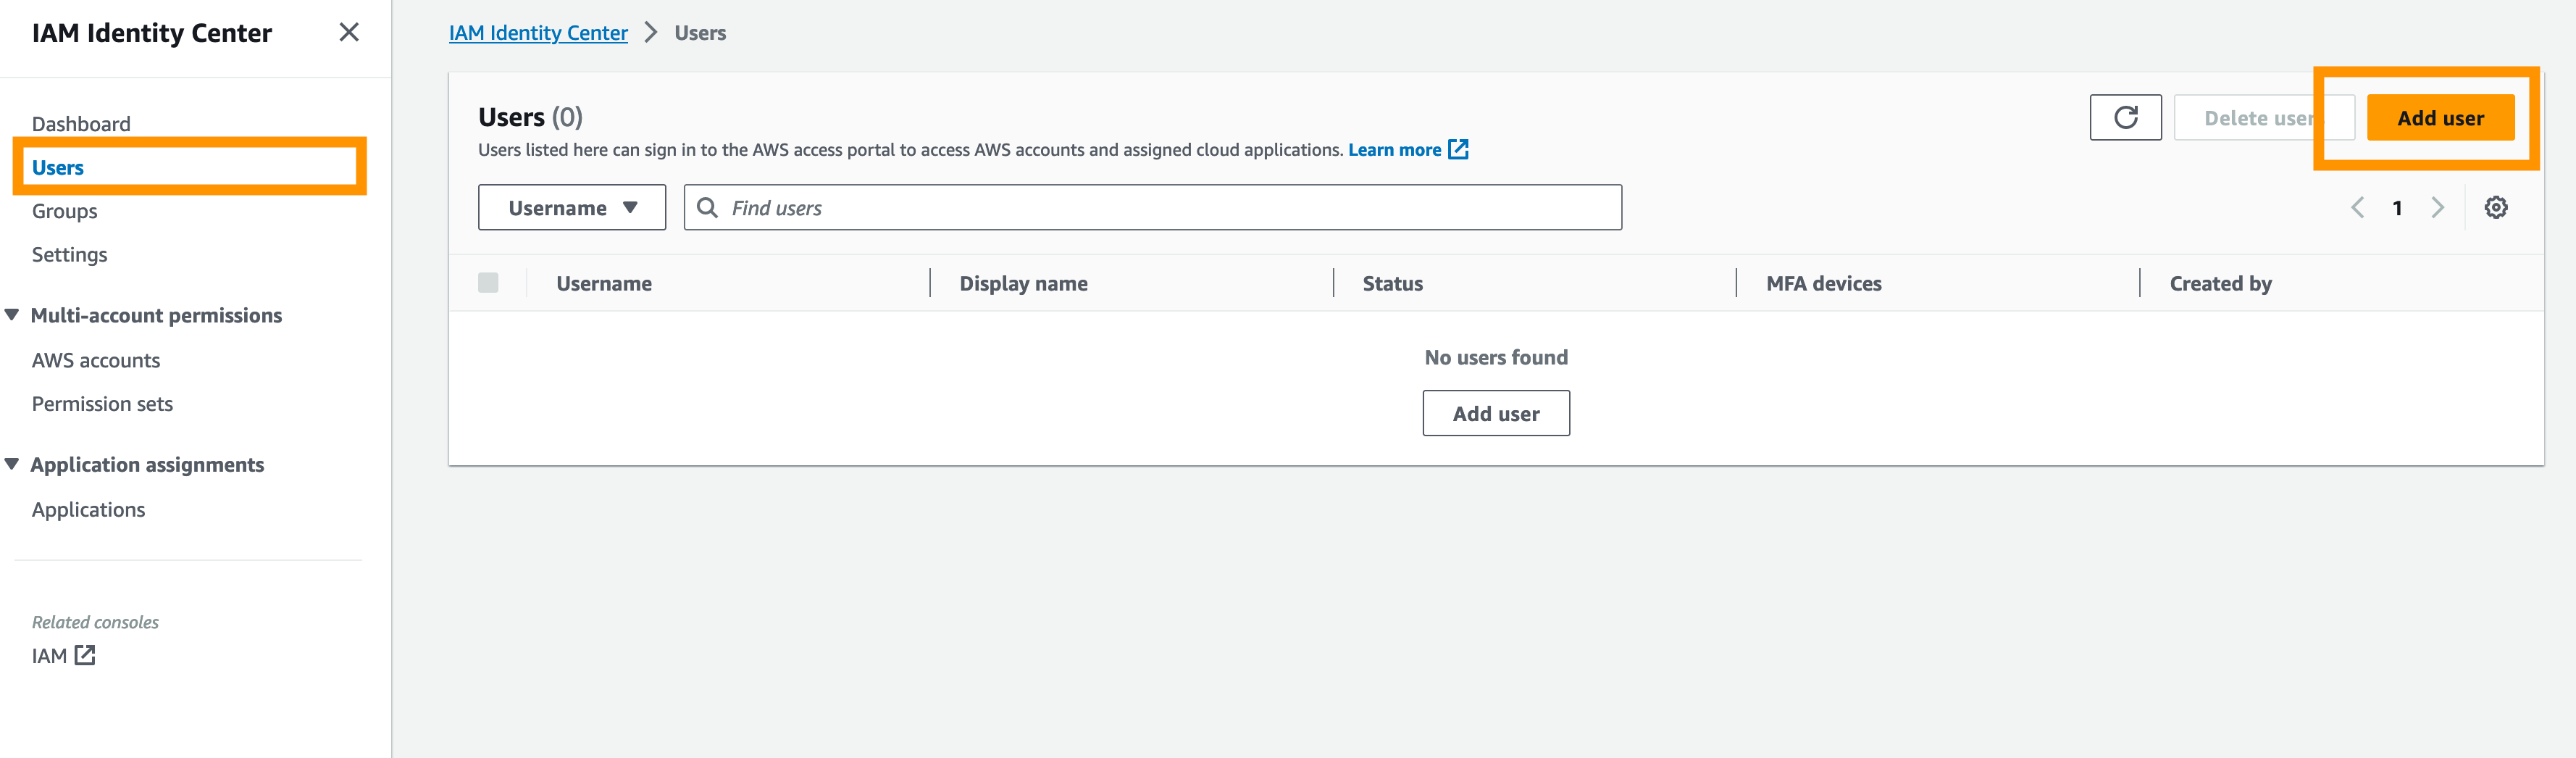 IAM Identity Center
Dashboard
Users
Groups
Settings
Multi-account permissions
AWS accounts
Permission sets
Application assignments
Applications
Related consoles
IAM
IAM Identity Center > Users
Users (0)
Users listed here can sign in to the AWS access portal to access AWS accounts and assigned cloud applications. Learn more
Delete user
Add user
Username
Find users
1
Username Display name Status MFA devices Created by
No users found
Add user